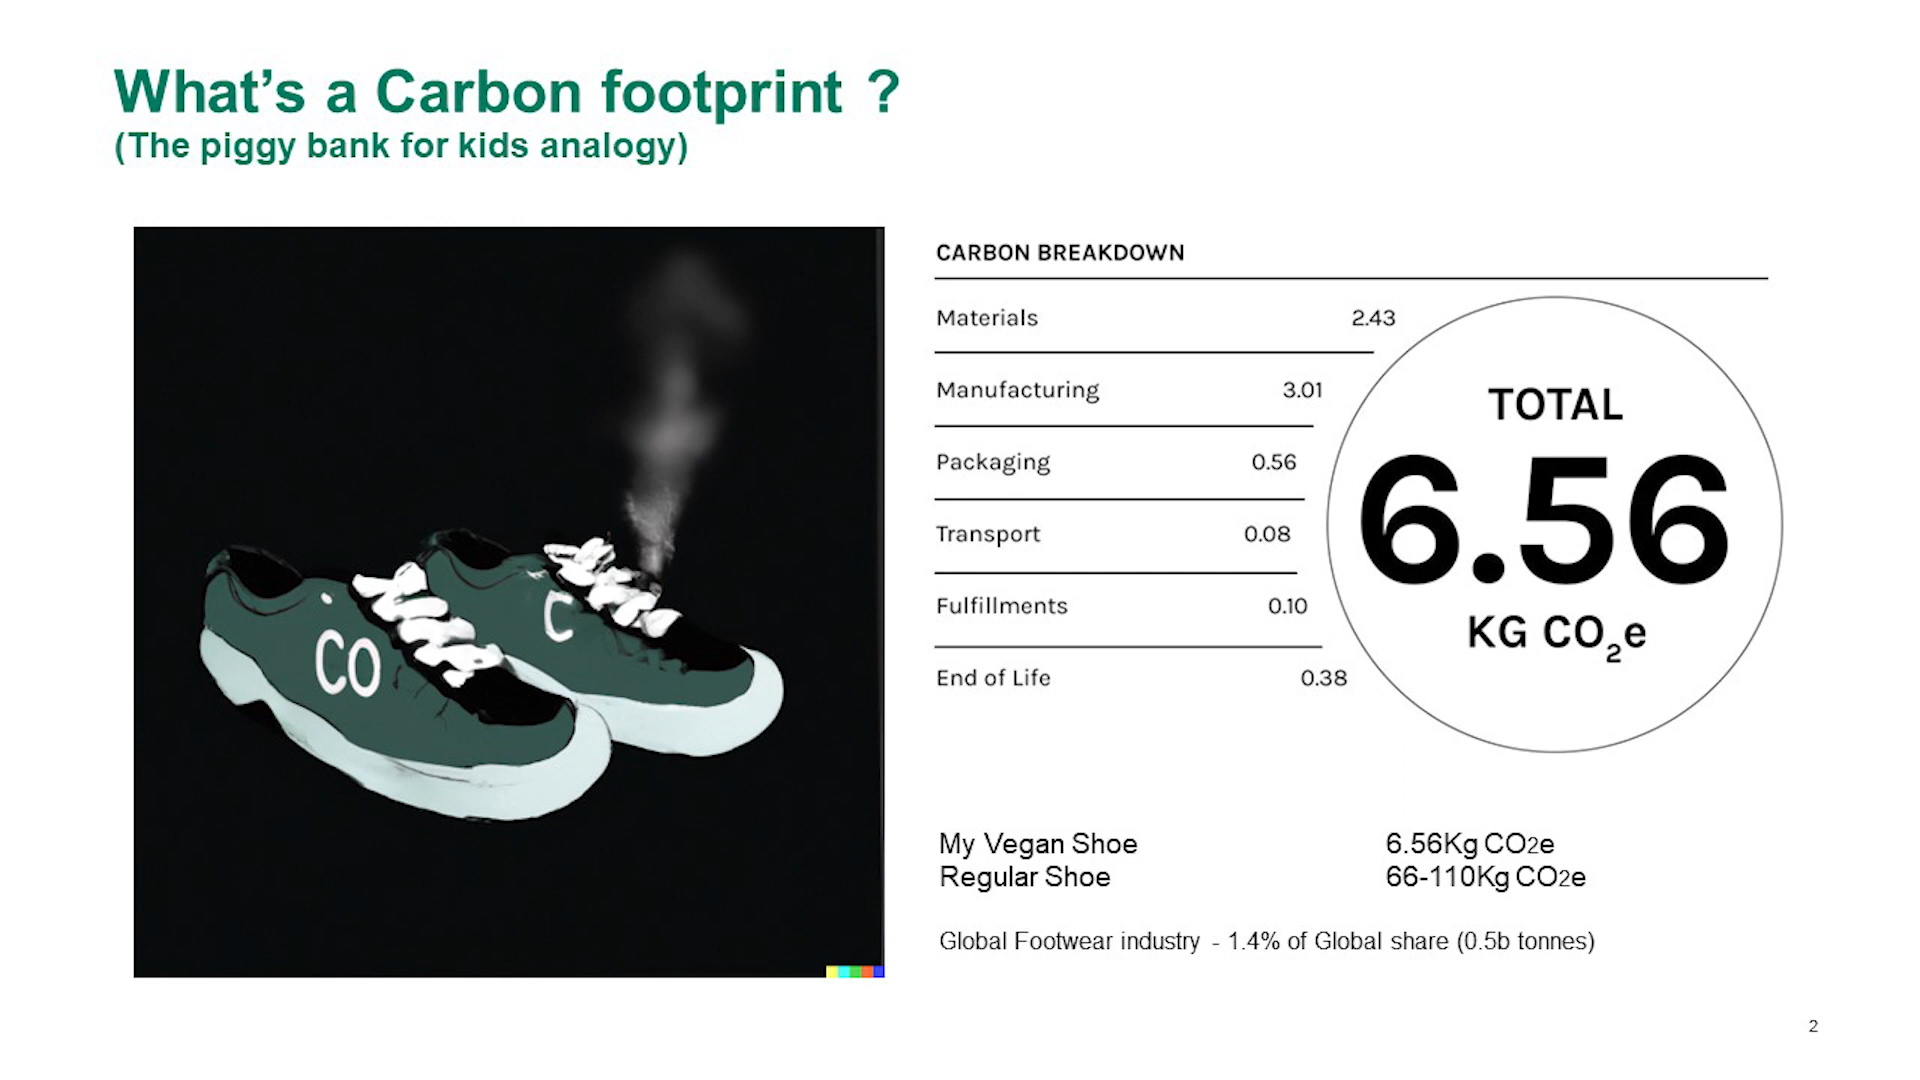 What's a Carbon footprint ?
(The piggy bank for kids analogy)
CO
C
CARBON BREAKDOWN
Materials 2.43
Manufacturing 3.01
Packaging 0.56
Transport 0.08
Fulfillments 0.10
End of Life 0.38
TOTAL
6.56
KG CO₂e
My Vegan Shoe 6.56Kg CO2e
Regular Shoe 66-110Kg CO2e
Global Footwear industry - 1.4% of Global share (0.5b tonnes)
2